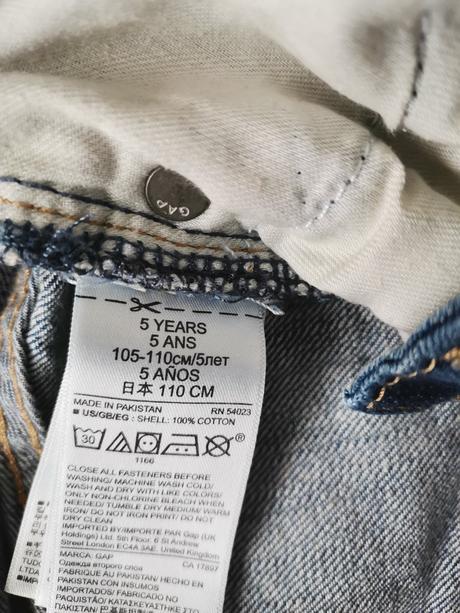 GAP
5 YEARS
5 ANS
105-110СМ/5лет
5 AÑOS
日本 110 CM
MADE IN PAKISTAN RN 54023
US/GB/EG : SHELL: 100% COTTON
30
®
1166
CLOSE ALL FASTENERS BEFORE
WASHING/ MACHINE WASH COLD/
WASH AND DRY WITH LIKE COLORS/
ONLY NON-CHLORINE BLEACH WHEN
NEEDED/ TUMBLE DRY MEDIUM/ WARM
IRON/ DO NOT IRON PRINT/ DO NOT
DRY CLEAN
IMPORTED BY/IMPORTE PAR Gap (UK
Holdings) Ltd. 5th Floor. 6 St Andrew
Street London EC4A 3AE. United Kingdom
MARCA: GAP CA 17897
Одежда второго слоя
FABRIQUE AU PAKISTAN/ HECHO EN
PAKISTAN CON INSUMOS
IMPORTADOS/ FABRICADO NO
PAQUISTÃO/ КАЗАКСТЖЕРИН